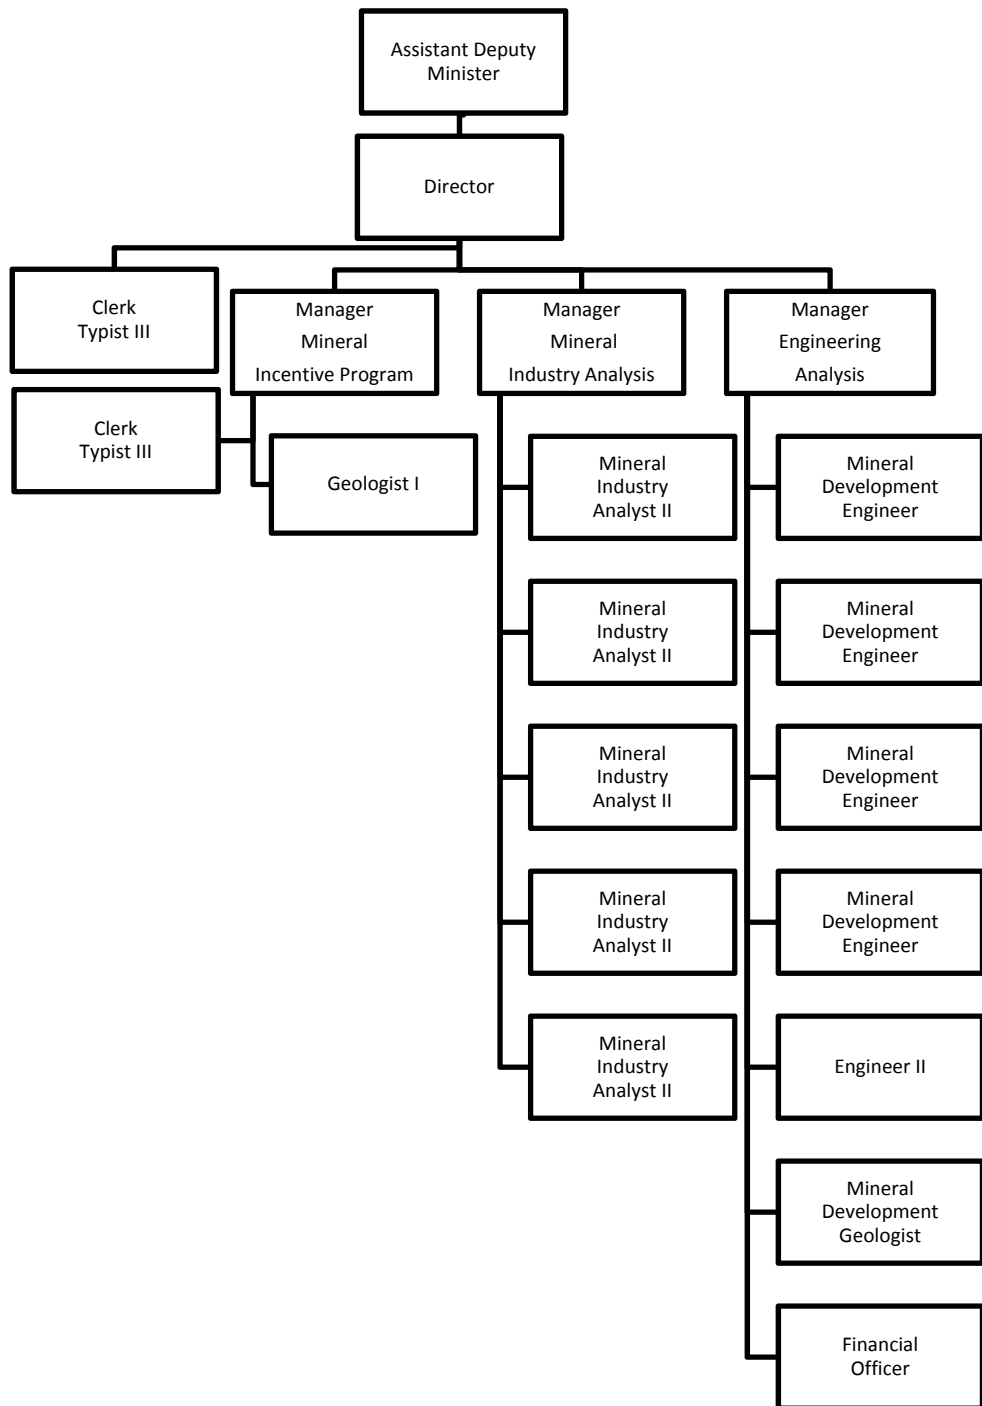 Assistant Deputy
Minister
Director
Clerk
Typist III
Manager
Mineral
Incentive Program
Manager
Mineral
Industry Analysis
Manager
Engineering
Analysis
Clerk
Typist III
Geologist I
Mineral
Industry
Analyst II
Mineral
Industry
Analyst II
Mineral
Industry
Analyst II
Mineral
Industry
Analyst II
Mineral
Industry
Analyst II
Mineral
Development
Engineer
Mineral
Development
Engineer
Mineral
Development
Engineer
Mineral
Development
Engineer
Engineer II
Mineral
Development
Geologist
Financial
Officer